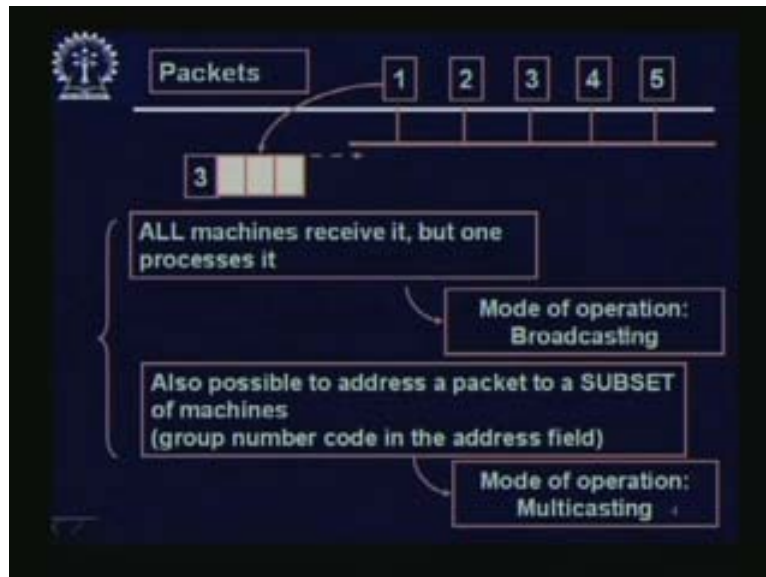 Packets
1 2 3 4 5
3
ALL machines receive it, but one
processes it
Mode of operation:
Broadcasting
Also possible to address a packet to a SUBSET
of machines
(group number code in the address field)
Mode of operation:
Multicasting